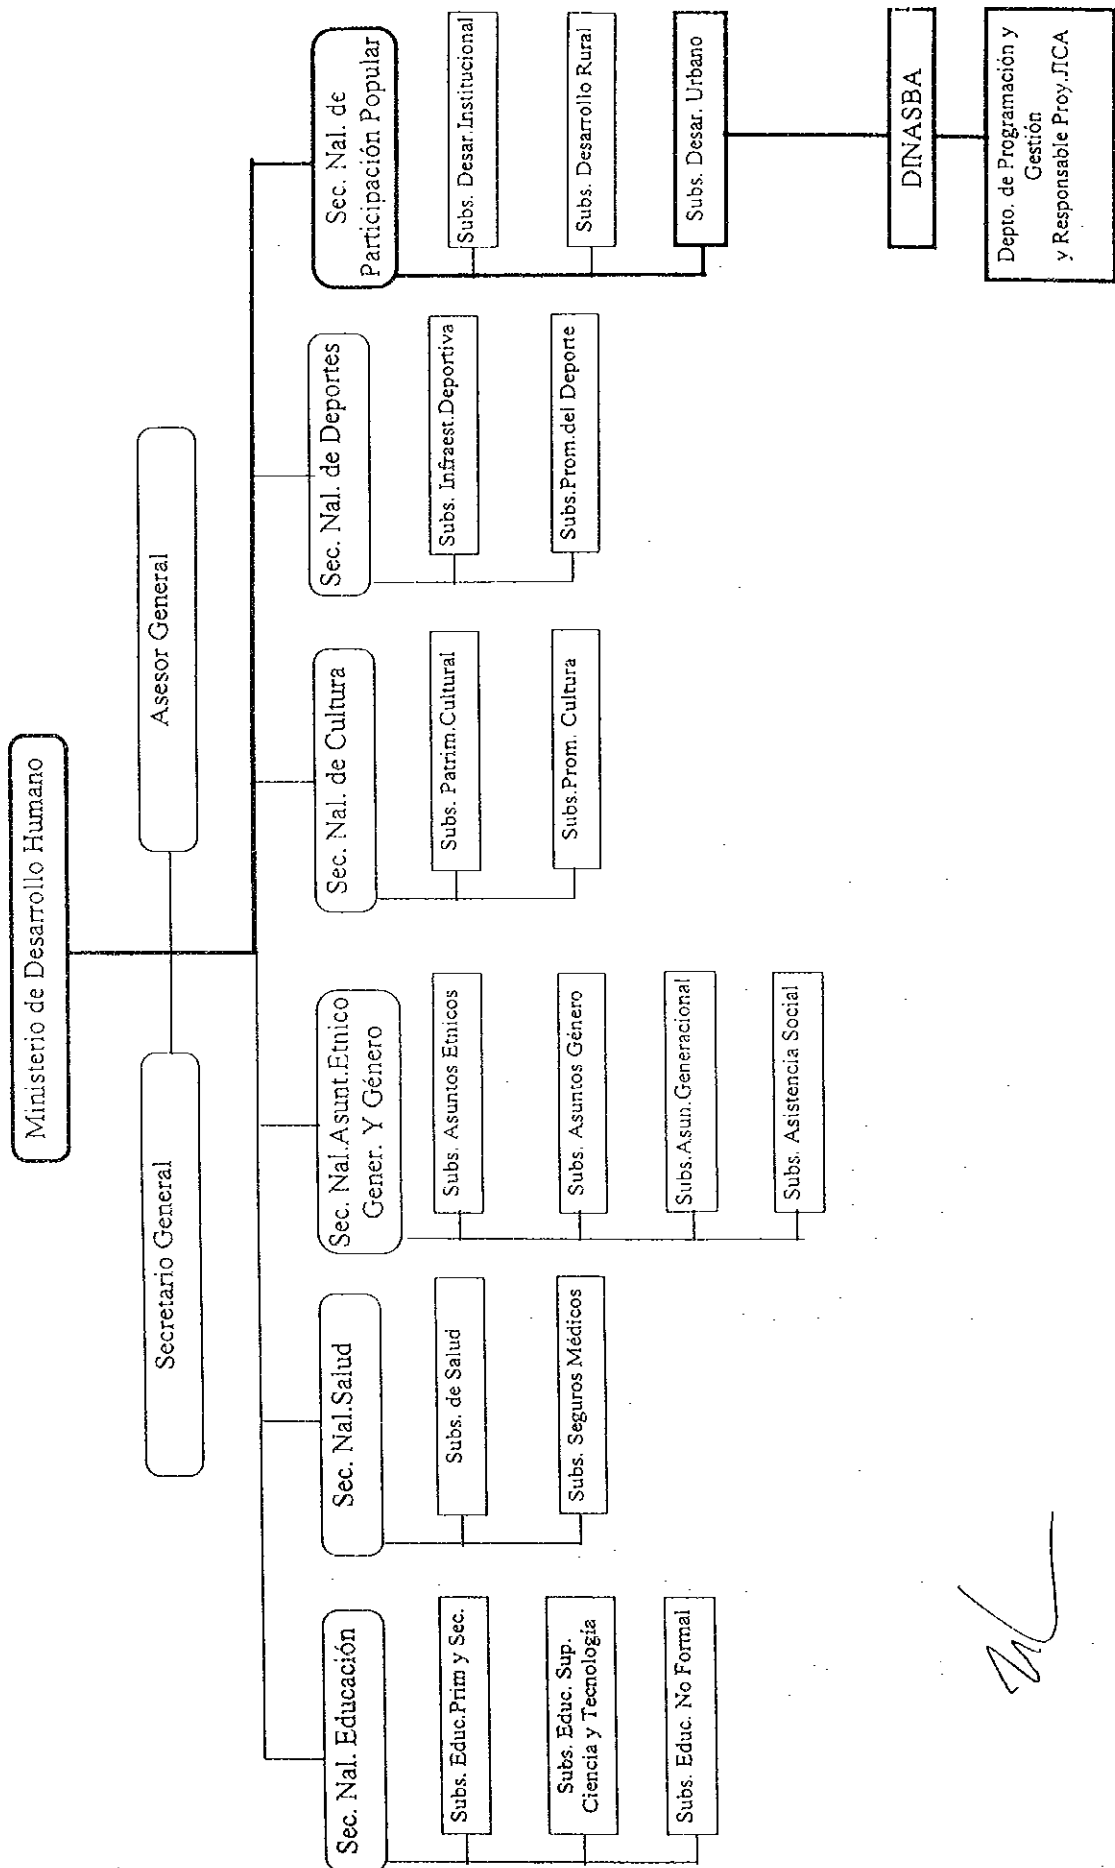 Ministerio de Desarrollo Humano
Secretario General
Asesor General
Sec. Nal. Educación
Subs. Educ.Prim y Sec.
Subs. Educ. Sup.
Ciencia y Tecnología
Subs. Educ. No Formal
Sec. Nal.Salud
Subs. de Salud
Subs. Seguros Médicos
Sec. Nal.Asunt.Etnico
Gener. Y Género
Subs. Asuntos Etnicos
Subs. Asuntos Género
Subs.Asun.Generacional
Subs. Asistencia Social
Sec. Nal. de Cultura
Subs. Patrim.Cultural
Subs.Prom. Cultura
Sec. Nal. de Deportes
Subs. Infraest.Deportiva
Subs.Prom.del Deporte
Sec. Nal. de
Participación Popular
Subs. Desar.Institucional
Subs. Desarrollo Rural
Subs. Desar. Urbano
DINASBA
Depto. de Programación y
Gestión
y Responsable Proy.JICA